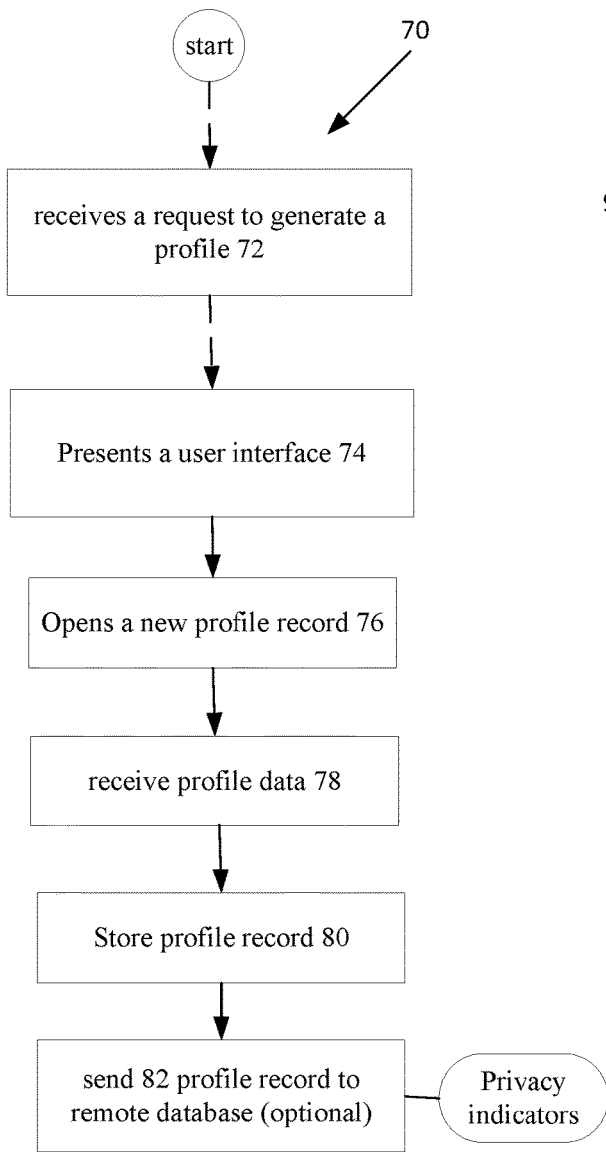 start
70
receives a request to generate a
profile 72
9
Presents a user interface 74
Opens a new profile record 76
receive profile data 78
Store profile record 80
send 82 profile record to
remote database (optional)
Privacy
indicators